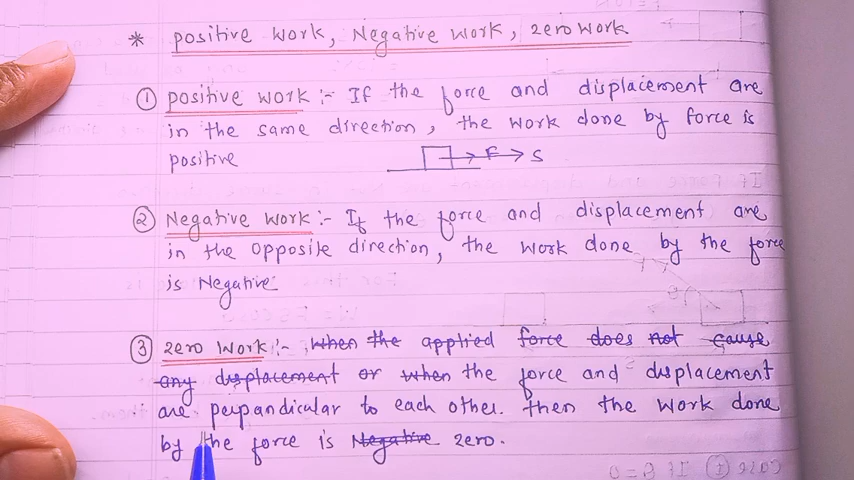 * positive work, Negative work, zero work
① positive work :- If the force and displacement are
in the same direction, the work done by force is
positive
F S
② Negative work :- If the force and displacement are
in the opposite direction, the work done by the force
is Negative
③ zero work :- when the applied force does not cause
any displacement or when the force and displacement
are perpandicular to each other. then the work done
by the force is Negative zero.